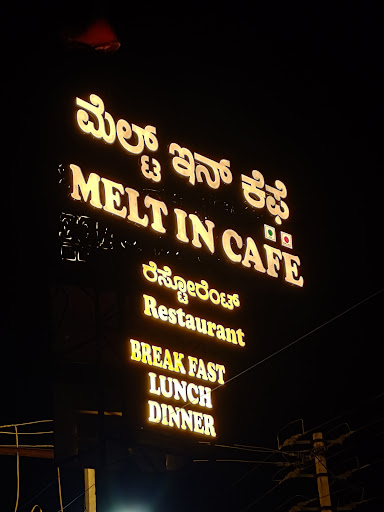 ಮೆಲ್ಟ್ ಇನ್ ಕೆಫೆ
MELT IN CAFE
ರೆಸ್ಟೋರೆಂಟ್
Restaurant
BREAK FAST
LUNCH
DINNER